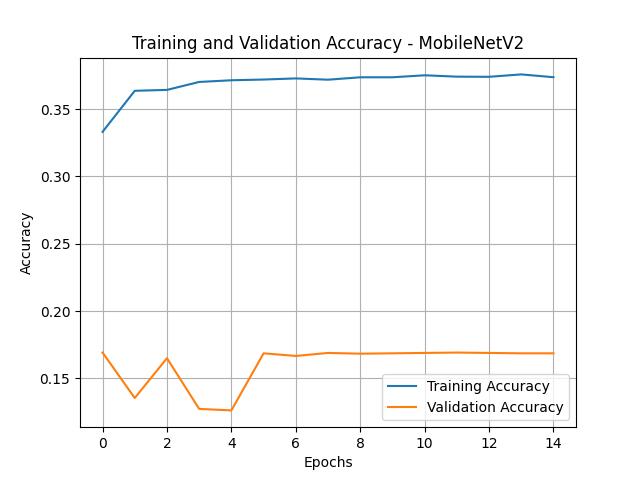 Training and Validation Accuracy - MobileNetV2
0.35
0.30
0.25
0.20
0.15
Accuracy
0 2 4 6 8 10 12 14
Epochs
Training Accuracy
Validation Accuracy